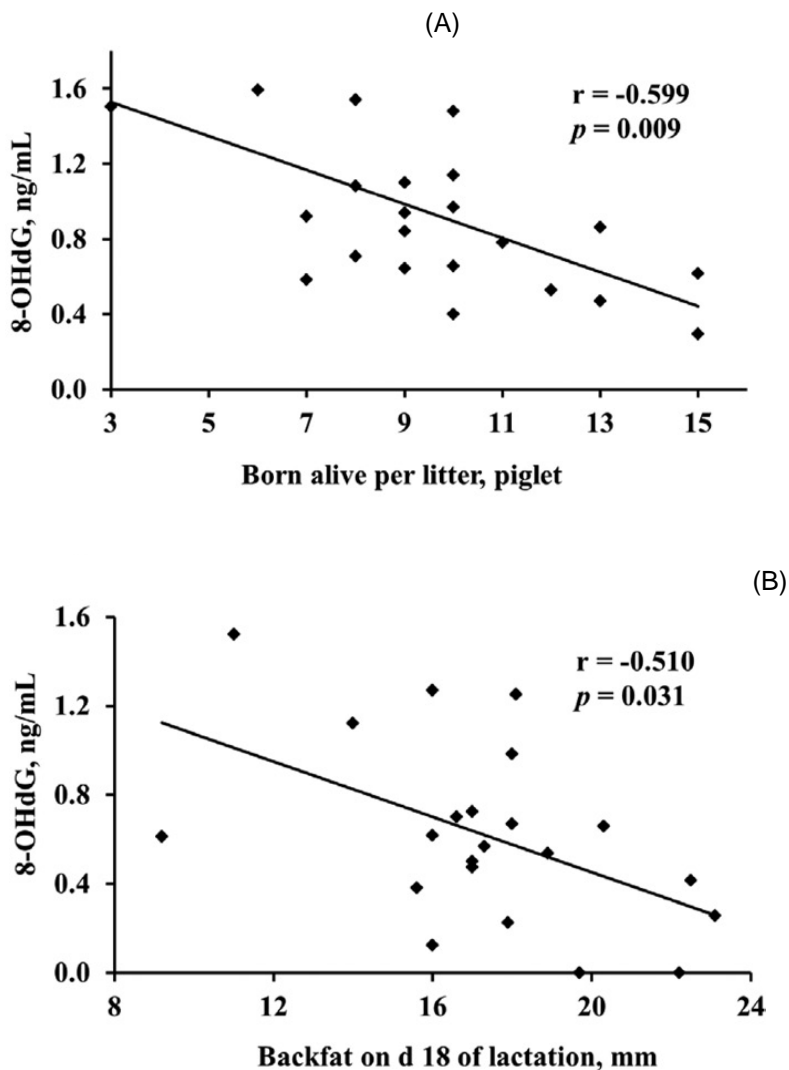 (A)
8-OHdG, ng/mL
1.6
1.2
0.8
0.4
0.0
r = -0.599
p = 0.009
3 5 7 9 11 13 15
Born alive per litter, piglet
(B)
8-OHdG, ng/mL
1.6
1.2
0.8
0.4
0.0
r = -0.510
p = 0.031
8 12 16 20 24
Backfat on d 18 of lactation, mm